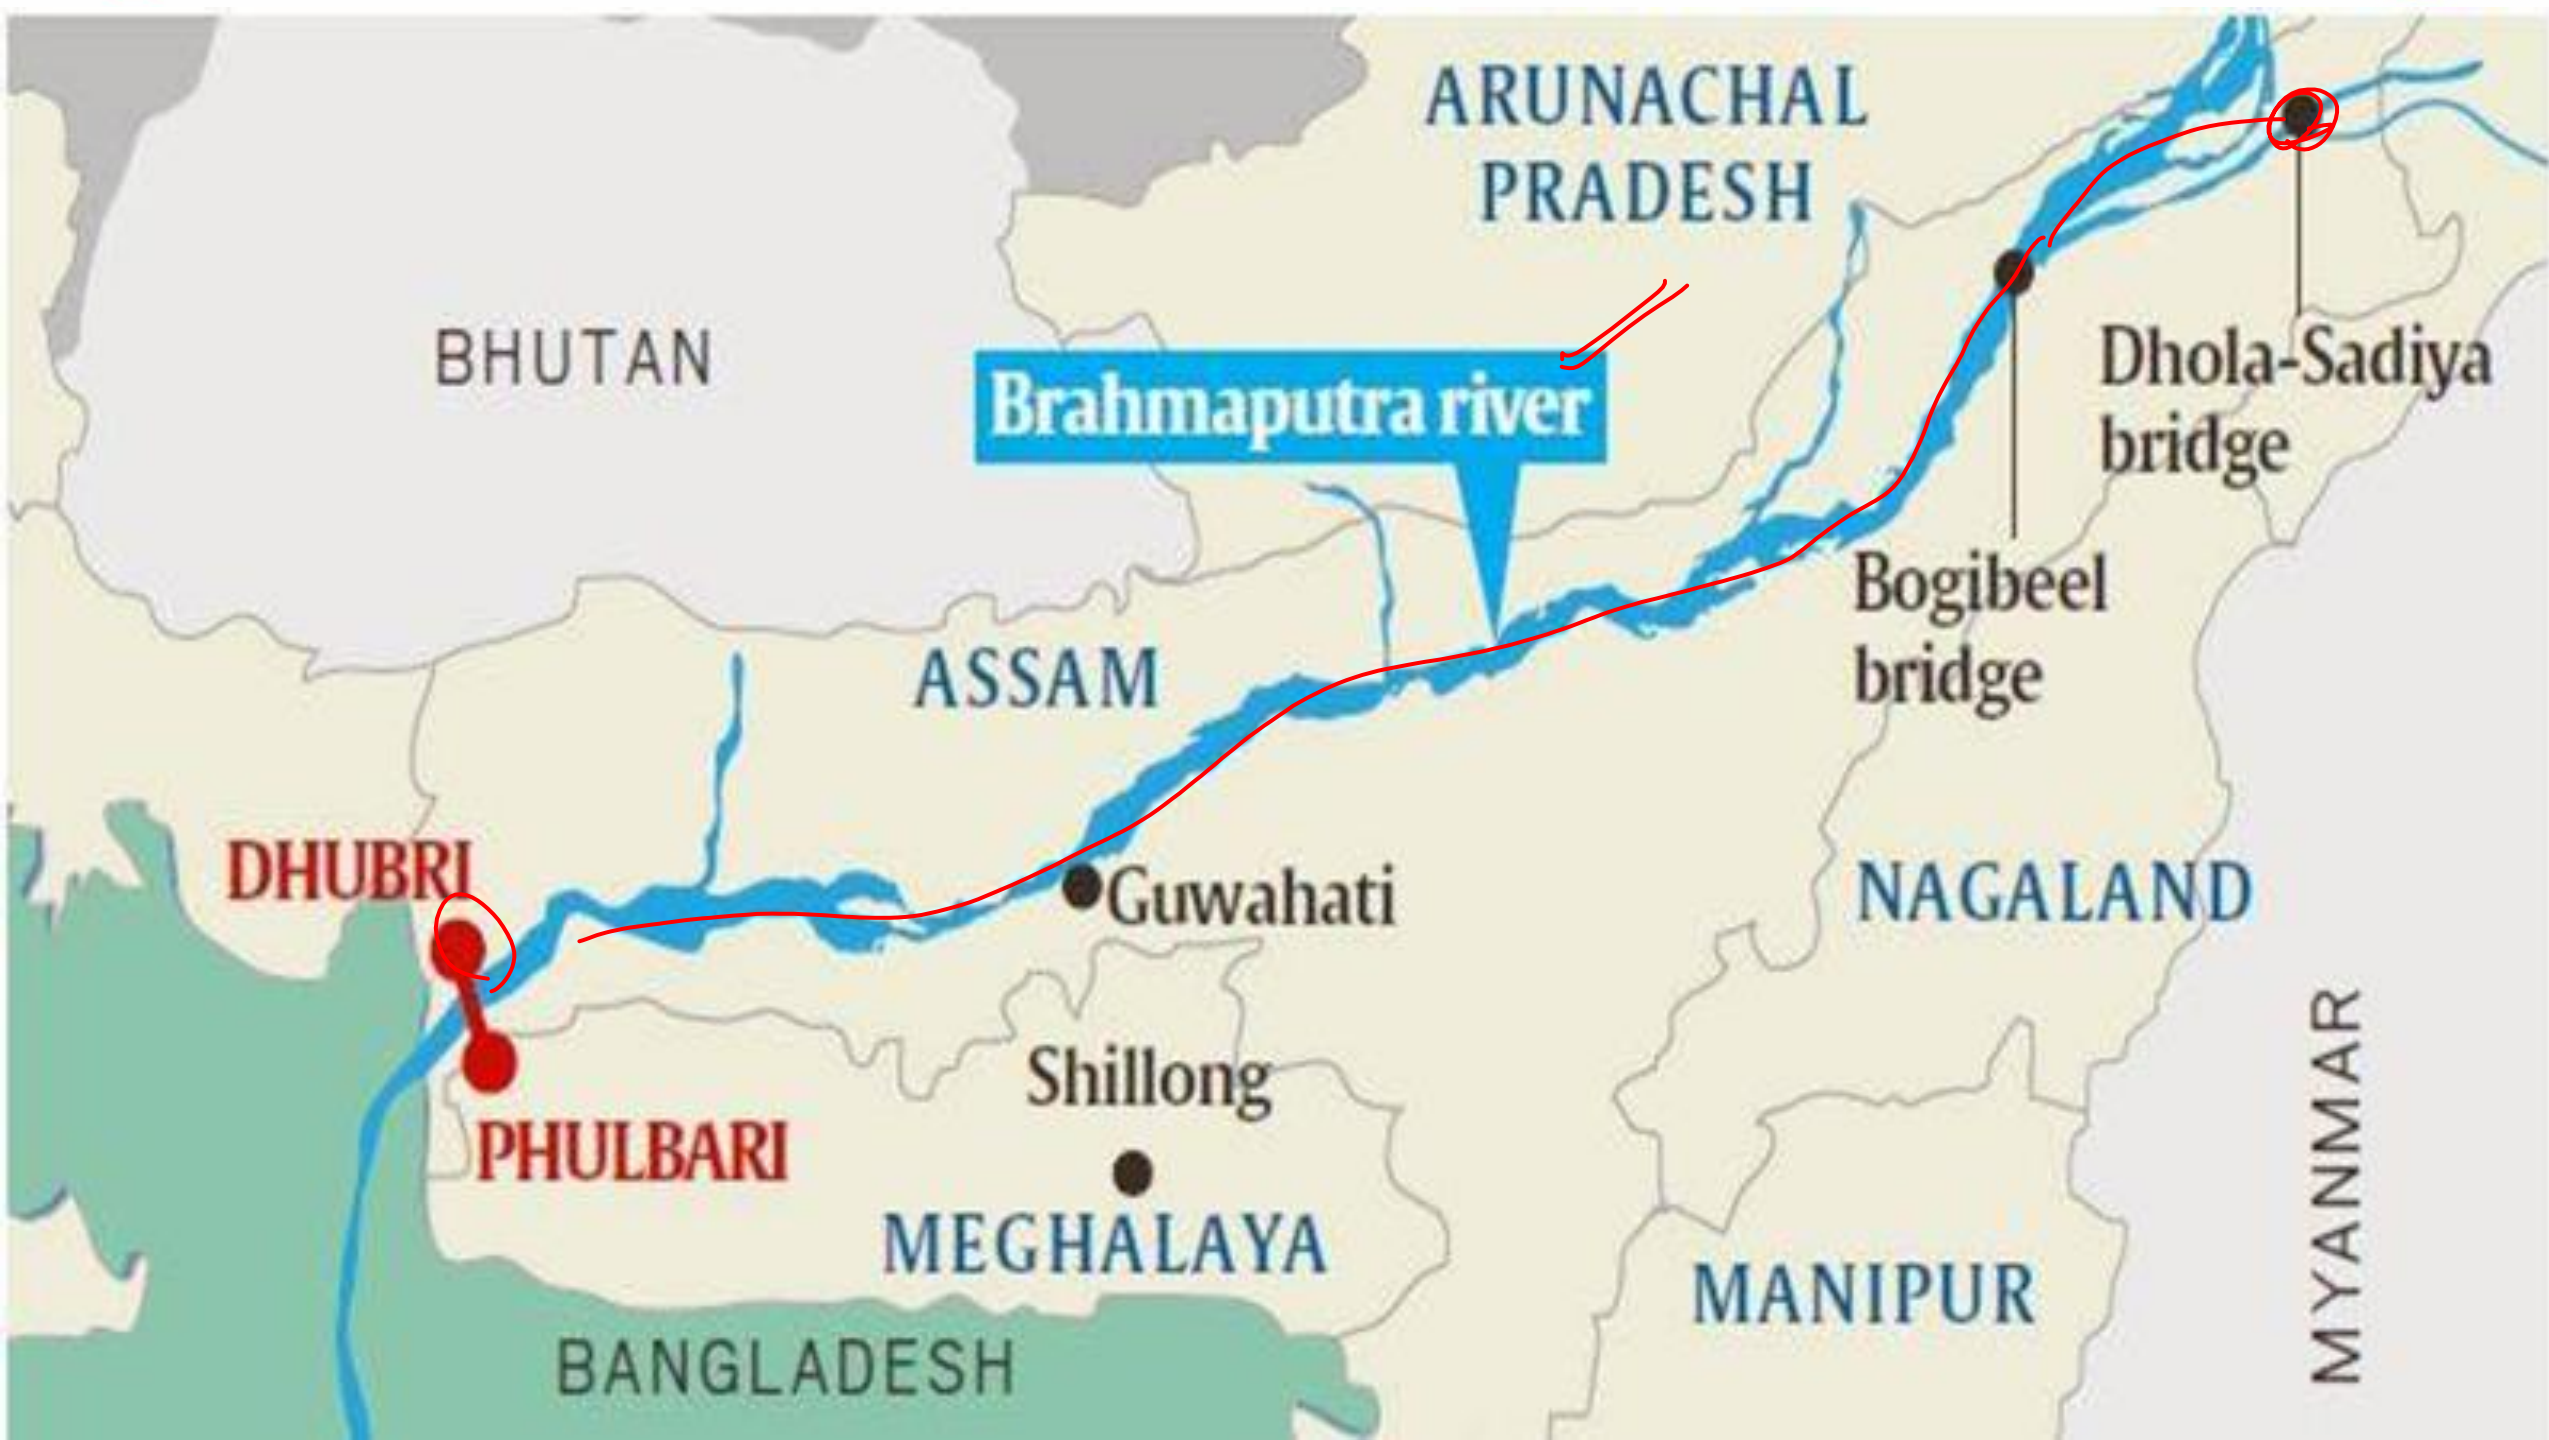 ARUNACHAL
PRADESH
BHUTAN
Brahmaputra river
Dhola-Sadiya
bridge
Bogibeel
bridge
ASSAM
DHUBRI
Guwahati
NAGALAND
Shillong
PHULBARI
MEGHALAYA
MANIPUR
MYANMAR
BANGLADESH